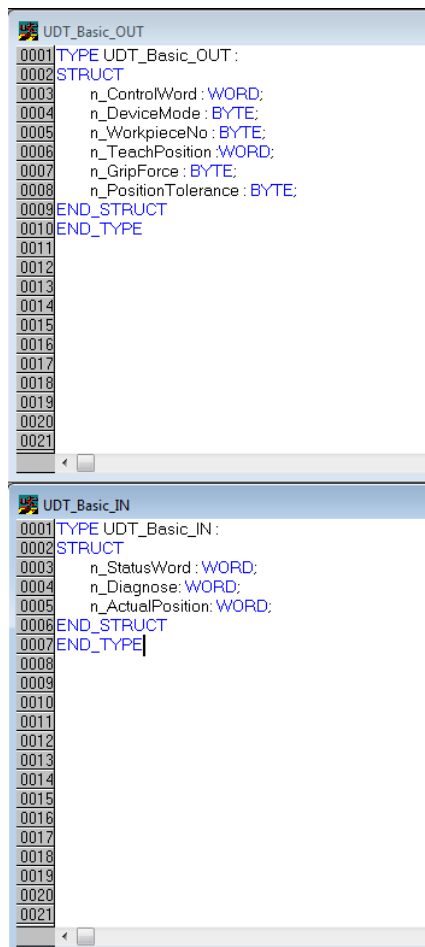 UDT_Basic_OUT
0001 TYPE UDT_Basic_OUT :
0002 STRUCT
0003 n_ControlWord : WORD;
0004 n_DeviceMode : BYTE;
0005 n_WorkpieceNo : BYTE;
0006 n_TeachPosition :WORD;
0007 n_GripForce : BYTE;
0008 n_PositionTolerance : BYTE;
0009 END_STRUCT
0010 END_TYPE
0011
0012
0013
0014
0015
0016
0017
0018
0019
0020
0021
UDT_Basic_IN
0001 TYPE UDT_Basic_IN :
0002 STRUCT
0003 n_StatusWord : WORD;
0004 n_Diagnose: WORD;
0005 n_ActualPosition: WORD;
0006 END_STRUCT
0007 END_TYPE
0008
0009
0010
0011
0012
0013
0014
0015
0016
0017
0018
0019
0020
0021